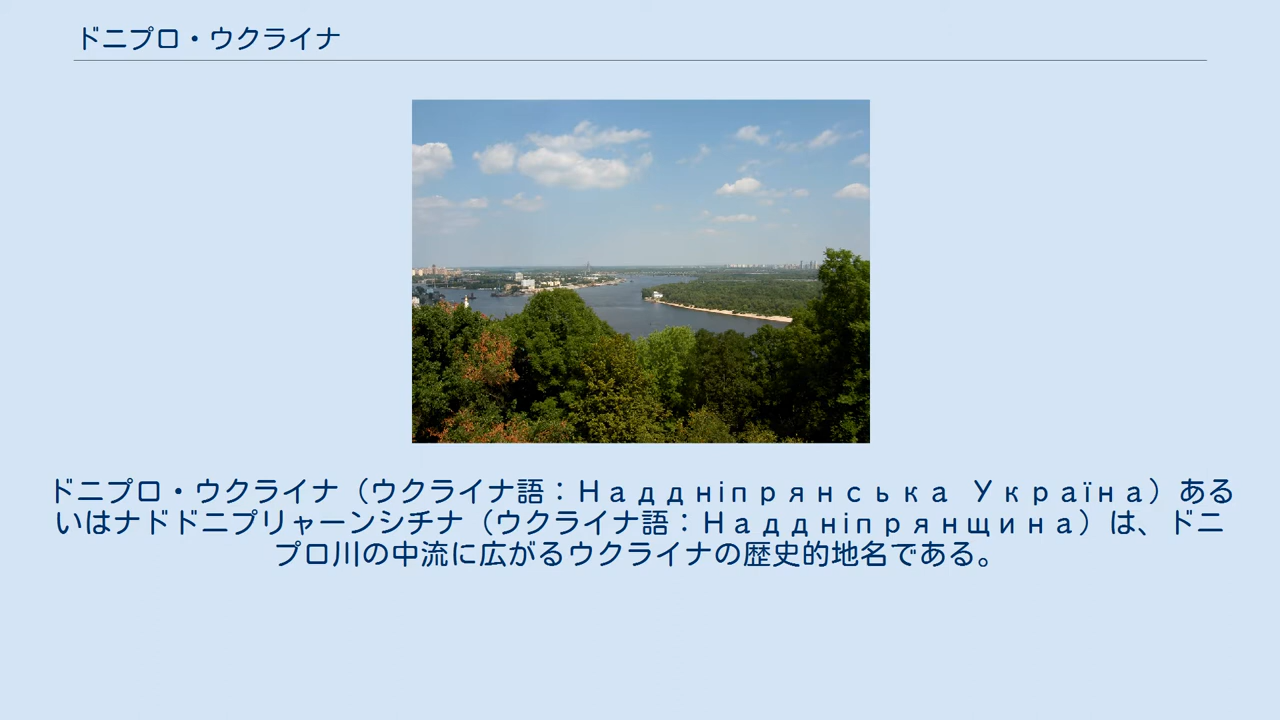 ドニプロ・ウクライナ
ドニプロ・ウクライナ（ウクライナ語：Наддніпрянська Україна）ある
いはナドドニプリャーンシチナ（ウクライナ語：Наддніпрянщина）は、ドニ
プロ川の中流に広がるウクライナの歴史的地名である。